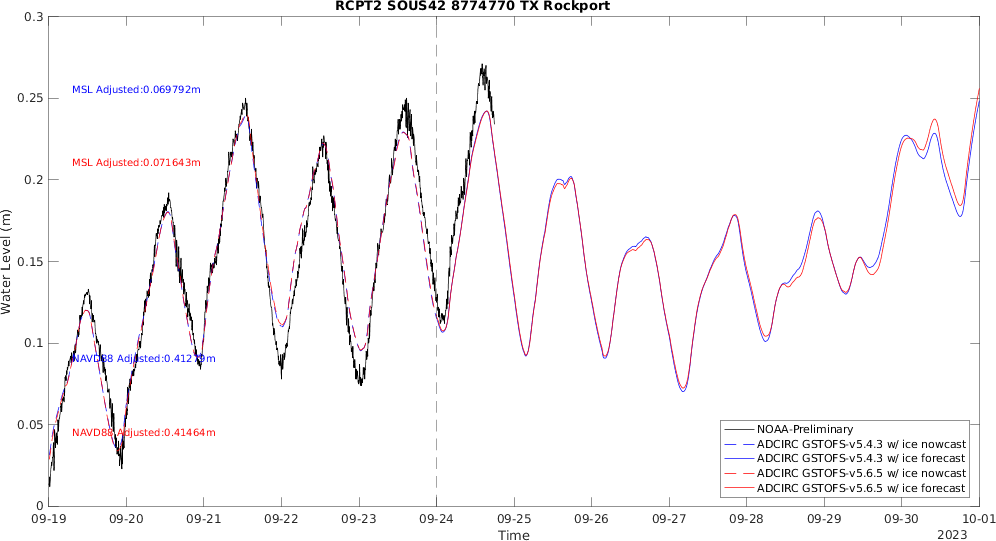 RCPT2 SOUS42 8774770 TX Rockport
0.3
0.25
0.2
0.15
0.1
0.05
0
Water Level (m)
MSL Adjusted:0.069792m
MSL Adjusted:0.071643m
NAVD88 Adjusted:0.41279m
NAVD88 Adjusted:0.41464m
NOAA-Preliminary
ADCIRC GSTOFS-v5.4.3 w/ ice nowcast
ADCIRC GSTOFS-v5.4.3 w/ ice forecast
ADCIRC GSTOFS-v5.6.5 w/ ice nowcast
ADCIRC GSTOFS-v5.6.5 w/ ice forecast
09-19 09-20 09-21 09-22 09-23 09-24 09-25 09-26 09-27 09-28 09-29 09-30 10-01
Time
2023